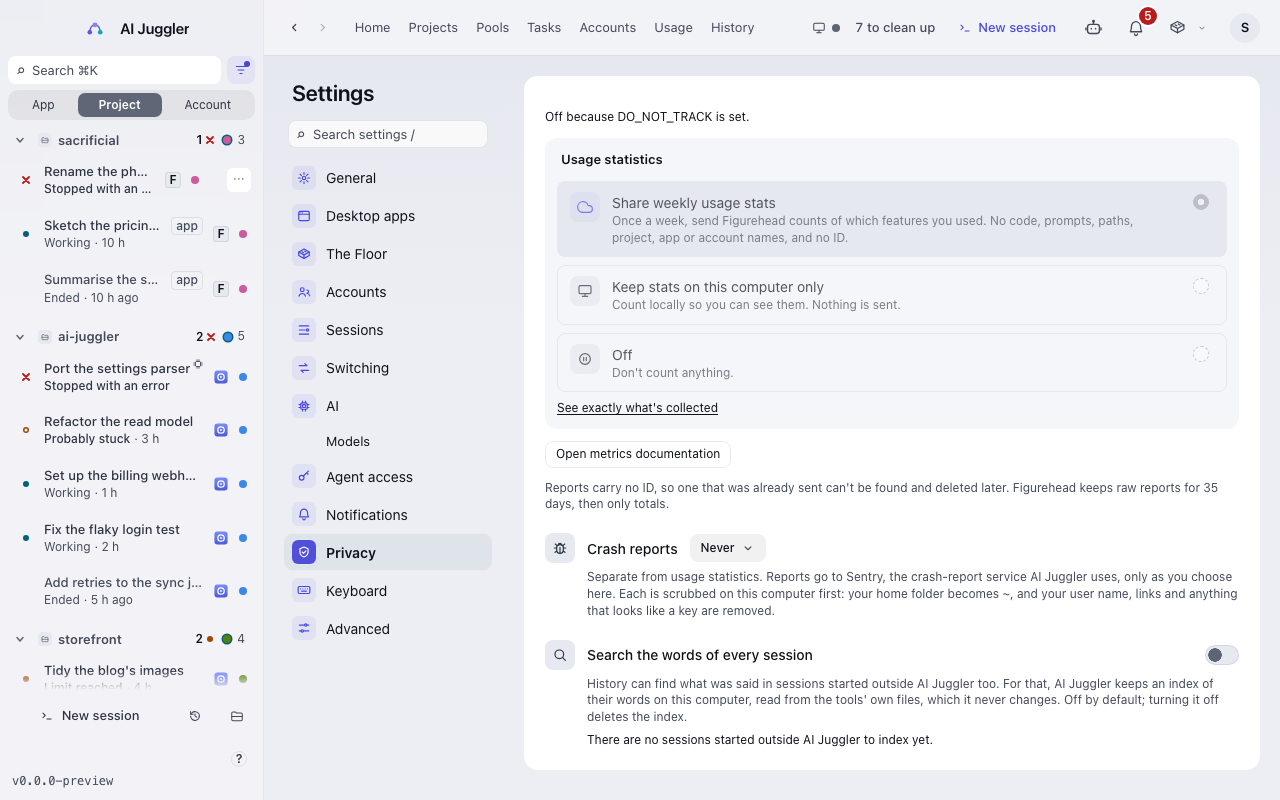 AI Juggler
Search ⌘K
App Project Account
sacrificial 1 3
Rename the ph... F
Stopped with an ...
Sketch the pricin... app F
Working · 10 h
Summarise the s... app F
Ended · 10 h ago
ai-juggler 2 5
Port the settings parser
Stopped with an error
Refactor the read model
Probably stuck · 3 h
Set up the billing webh...
Working · 1 h
Fix the flaky login test
Working · 2 h
Add retries to the sync j...
Ended · 5 h ago
storefront 2 4
Tidy the blog's images
Limit reached · 4 h
New session
?
v0.0.0-preview
Home Projects Pools Tasks Accounts Usage History 7 to clean up New session 5 S
Settings
Search settings /
General
Desktop apps
The Floor
Accounts
Sessions
Switching
AI
Models
Agent access
Notifications
Privacy
Keyboard
Advanced
Off because DO_NOT_TRACK is set.
Usage statistics
Share weekly usage stats
Once a week, send Figurehead counts of which features you used. No code, prompts, paths,
project, app or account names, and no ID.
Keep stats on this computer only
Count locally so you can see them. Nothing is sent.
Off
Don't count anything.
See exactly what's collected
Open metrics documentation
Reports carry no ID, so one that was already sent can't be found and deleted later. Figurehead keeps raw reports for 35
days, then only totals.
Crash reports Never
Separate from usage statistics. Reports go to Sentry, the crash-report service AI Juggler uses, only as you choose
here. Each is scrubbed on this computer first: your home folder becomes ~, and your user name, links and anything
that looks like a key are removed.
Search the words of every session
History can find what was said in sessions started outside AI Juggler too. For that, AI Juggler keeps an index of
their words on this computer, read from the tools' own files, which it never changes. Off by default; turning it off
deletes the index.
There are no sessions started outside AI Juggler to index yet.